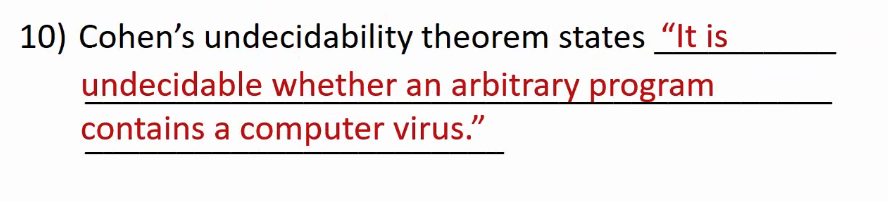 10) Cohen’s undecidability theorem states “It is
undecidable whether an arbitrary program
contains a computer virus.”